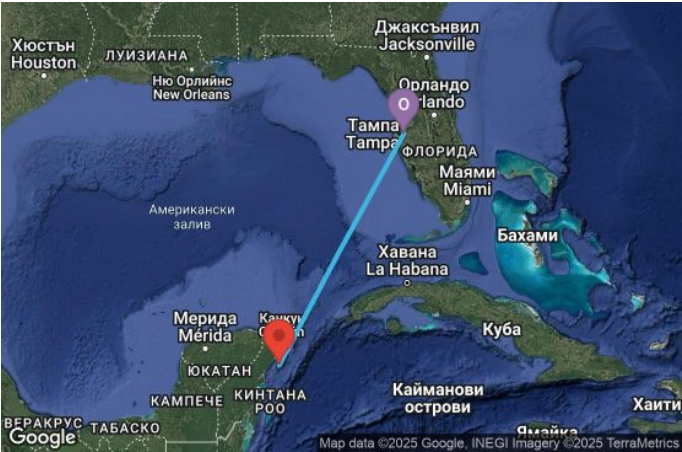 Джаксънвил
Jacksonville
Хюстън
Houston
ЛУИЗИАНА
Ню Орлийнс
New Orleans
Орландо
rlando
O
Тампа
Tampa
ФЛОРИДА
Маями
Miami
Американски
залив
Бахами
Хавана
La Habana
Мерида
Mérida
Куба
ЮКАТАН
КАМПЕЧЕ
КИНТАНА
РОО
Кайманови
острови
Хаити
ВЕРАКРУС
ТАБАСКО
Ямайка
Google
Map data ©2025 Google, INEGI Imagery ©2025 TerraMetrics